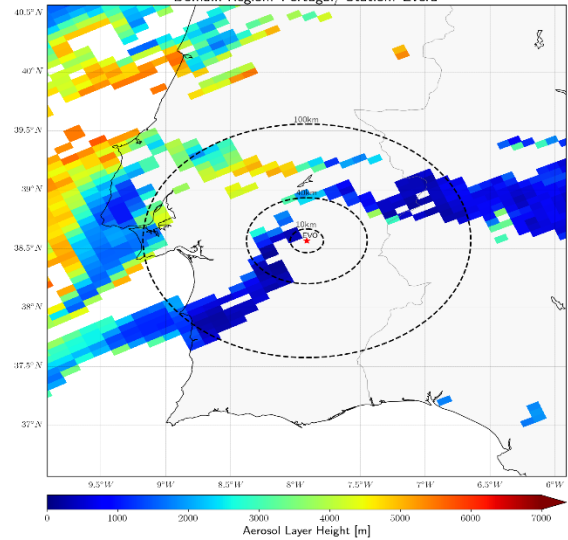 Domain Region: Portugal, Station: Évora
40.5°N
40°N
39.5°N
39°N
38.5°N
38°N
37.5°N
37°N
100km
40km
10km
EVO
9.5°W
9°W
8.5°W
8°W
7.5°W
7°W
6.5°W
6°W
0
1000
2000
3000
4000
5000
6000
7000
Aerosol Layer Height [m]